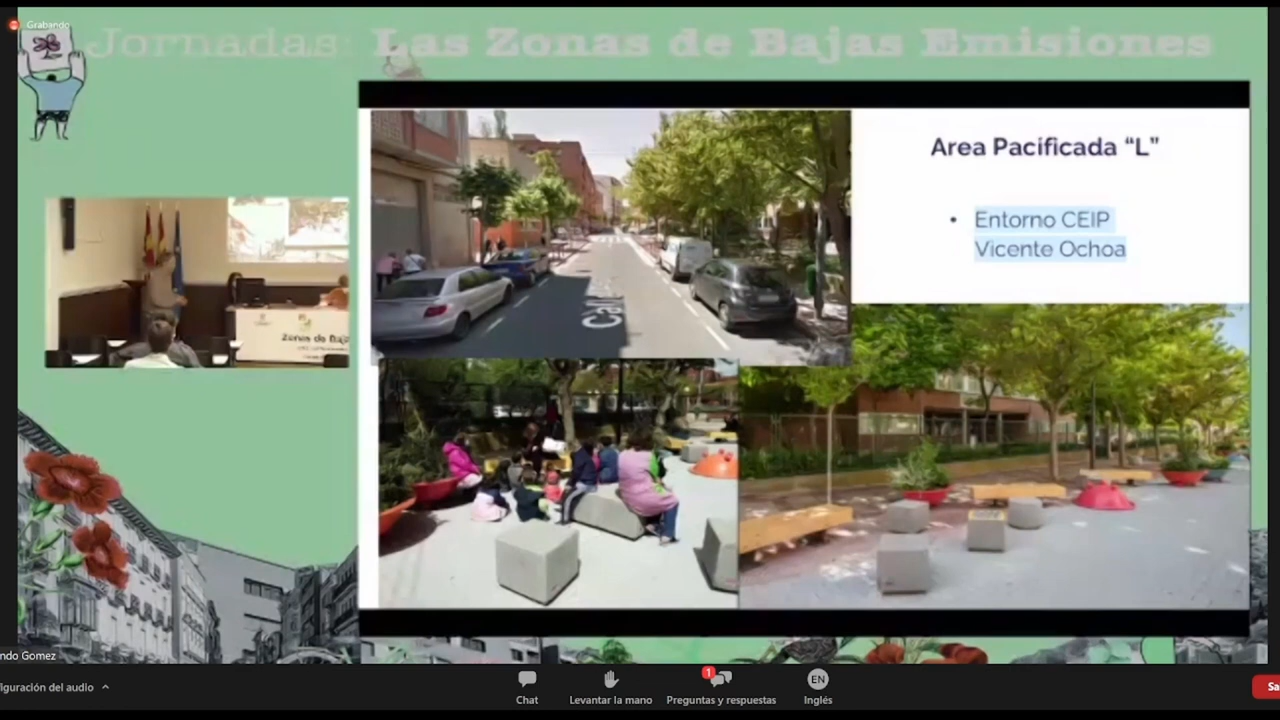 Grabando
Jornadas: Las Zonas de Bajas Emisiones
Area Pacificada “L”
• Entorno CEIP
Vicente Ochoa
Zonas de Baja
ndo Gomez
figuración del audio
Chat
Levantar la mano
1
Preguntas y respuestas
EN
Inglés
Sa